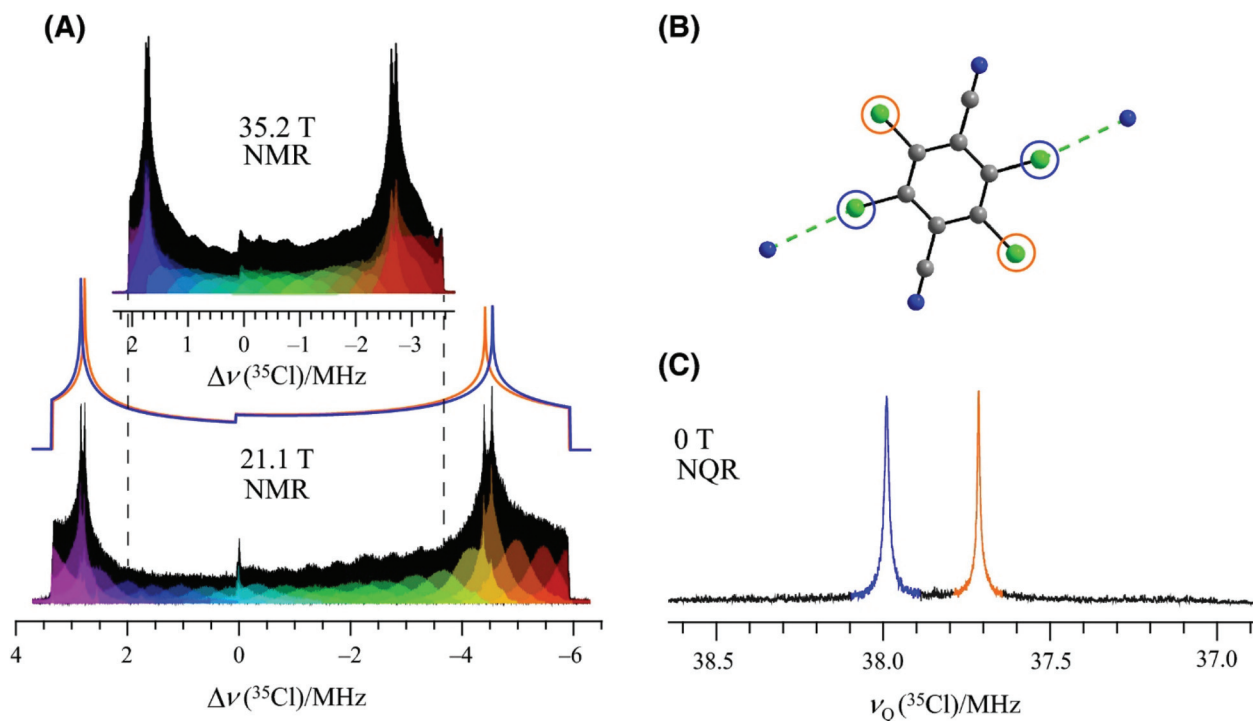 (A)
35.2 T
NMR
2 1 0 −1 −2 −3
Δν(³⁵Cl)/MHz
21.1 T
NMR
4 2 0 −2 −4 −6
Δν(³⁵Cl)/MHz
(B)
(C)
0 T
NQR
38.5 38.0 37.5 37.0
ν_Q(³⁵Cl)/MHz